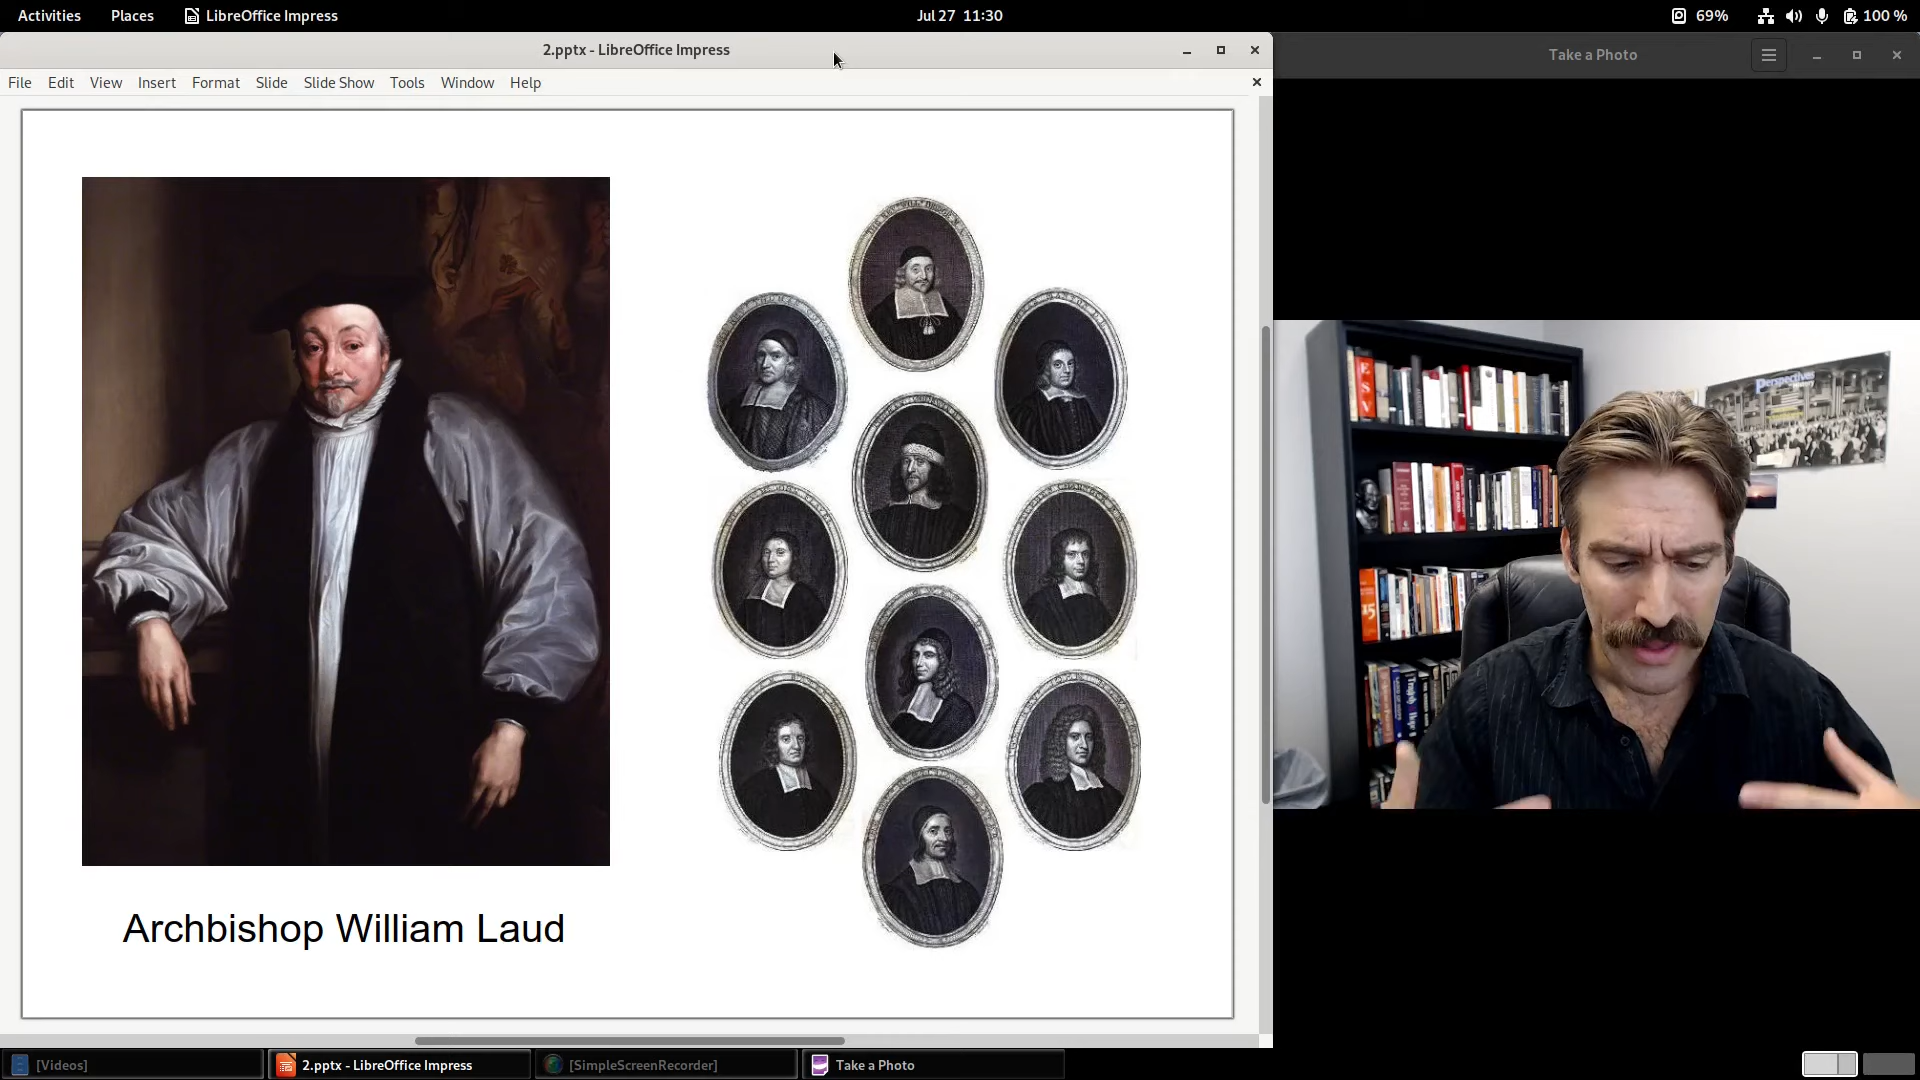 Activities Places LibreOffice Impress Jul 27 11:30 69% 100 %
2.pptx - LibreOffice Impress
Take a Photo
File Edit View Insert Format Slide Slide Show Tools Window Help
Archbishop William Laud
ESV
Perspectives
[Videos] 2.pptx - LibreOffice Impress [SimpleScreenRecorder] Take a Photo